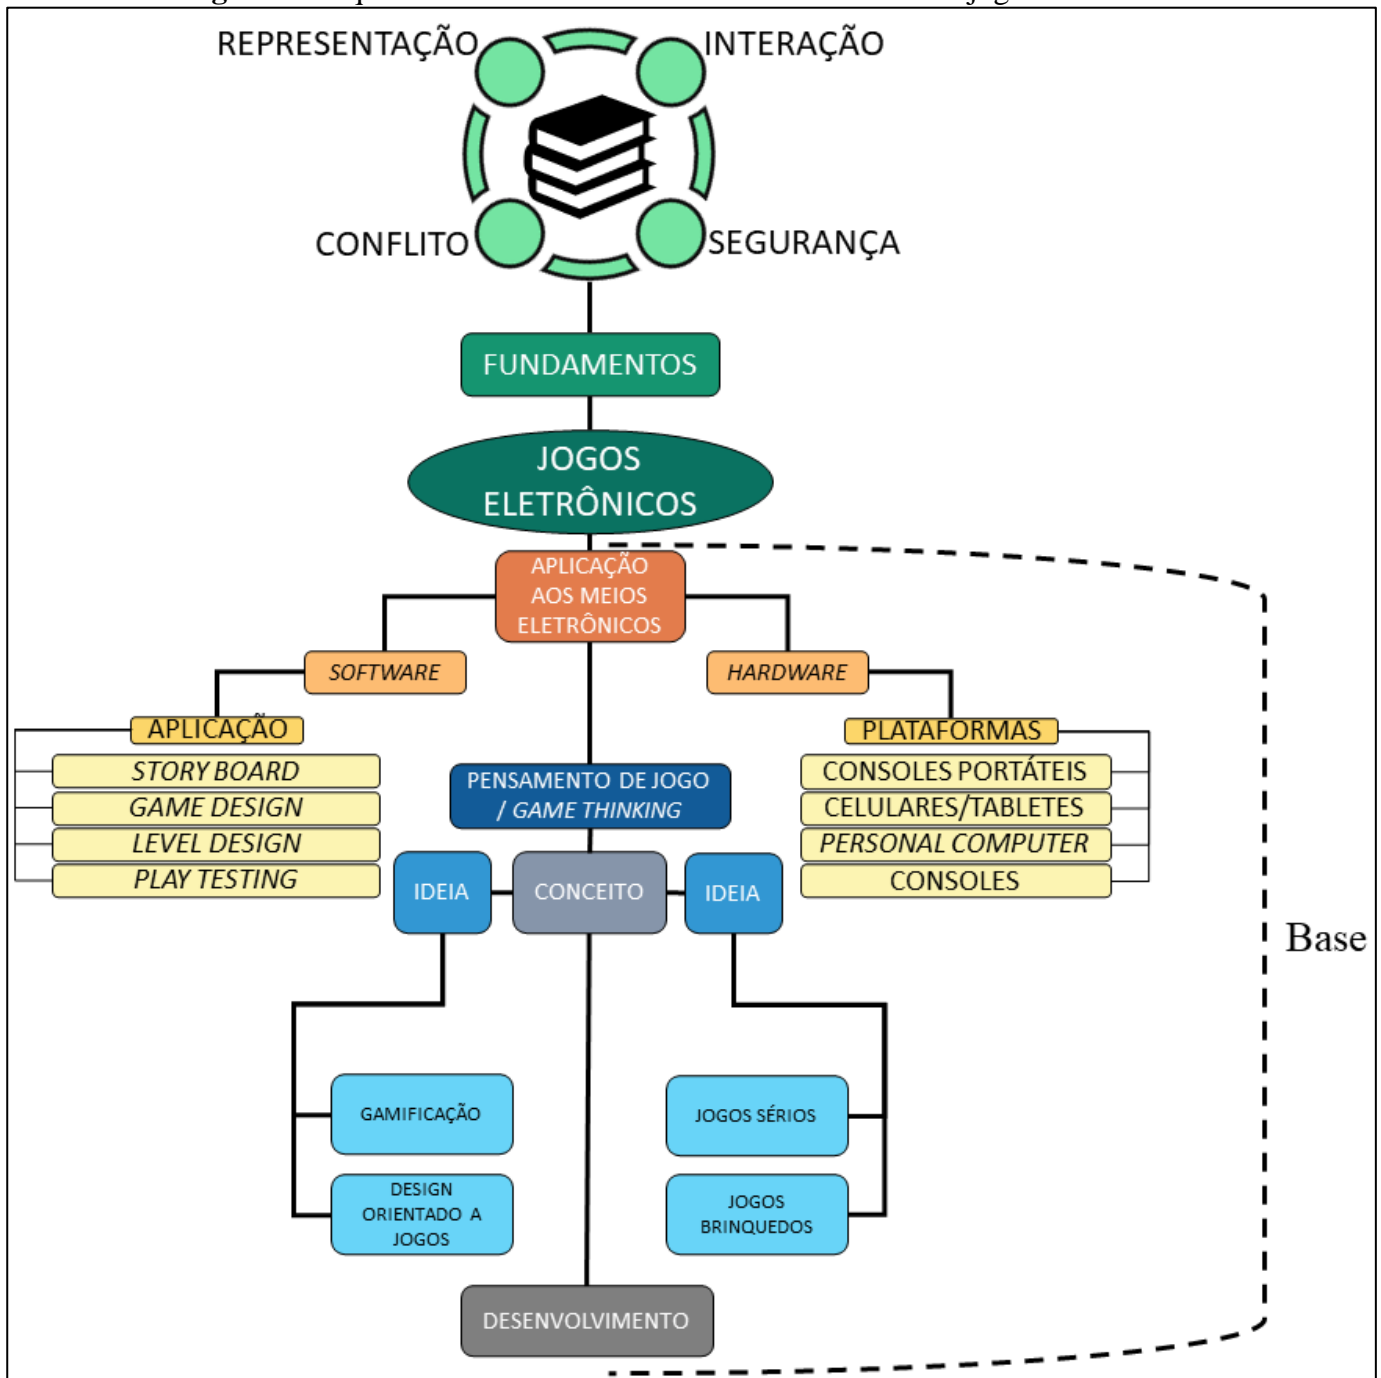 REPRESENTAÇÃO
INTERAÇÃO
CONFLITO
SEGURANÇA
FUNDAMENTOS
JOGOS
ELETRÔNICOS
APLICAÇÃO
AOS MEIOS
ELETRÔNICOS
SOFTWARE
HARDWARE
APLICAÇÃO
STORY BOARD
GAME DESIGN
LEVEL DESIGN
PLAY TESTING
PLATAFORMAS
CONSOLES PORTÁTEIS
CELULARES/TABLETES
PERSONAL COMPUTER
CONSOLES
PENSAMENTO DE JOGO
/ GAME THINKING
IDEIA
CONCEITO
IDEIA
Base
GAMIFICAÇÃO
DESIGN
ORIENTADO A
JOGOS
JOGOS SÉRIOS
JOGOS
BRINQUEDOS
DESENVOLVIMENTO